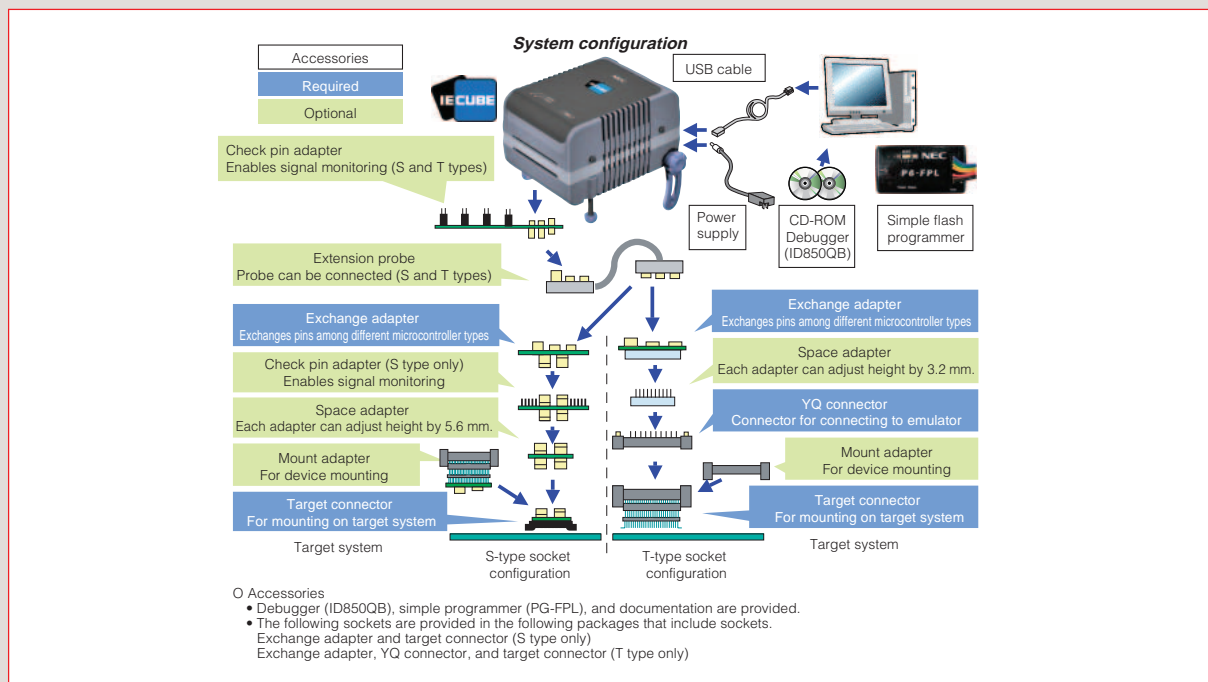 System configuration
Accessories
Required
Optional
IECUBE
NEC
USB cable
NEC
PG-FPL
Power
supply
CD-ROM
Debugger
(ID850QB)
Simple flash
programmer
Check pin adapter
Enables signal monitoring (S and T types)
Extension probe
Probe can be connected (S and T types)
Exchange adapter
Exchanges pins among different microcontroller types
Check pin adapter (S type only)
Enables signal monitoring
Space adapter
Each adapter can adjust height by 5.6 mm.
Mount adapter
For device mounting
Target connector
For mounting on target system
Target system
S-type socket
configuration
Exchange adapter
Exchanges pins among different microcontroller types
Space adapter
Each adapter can adjust height by 3.2 mm.
YQ connector
Connector for connecting to emulator
Mount adapter
For device mounting
Target connector
For mounting on target system
T-type socket
configuration
Target system
O Accessories
• Debugger (ID850QB), simple programmer (PG-FPL), and documentation are provided.
• The following sockets are provided in the following packages that include sockets.
Exchange adapter and target connector (S type only)
Exchange adapter, YQ connector, and target connector (T type only)